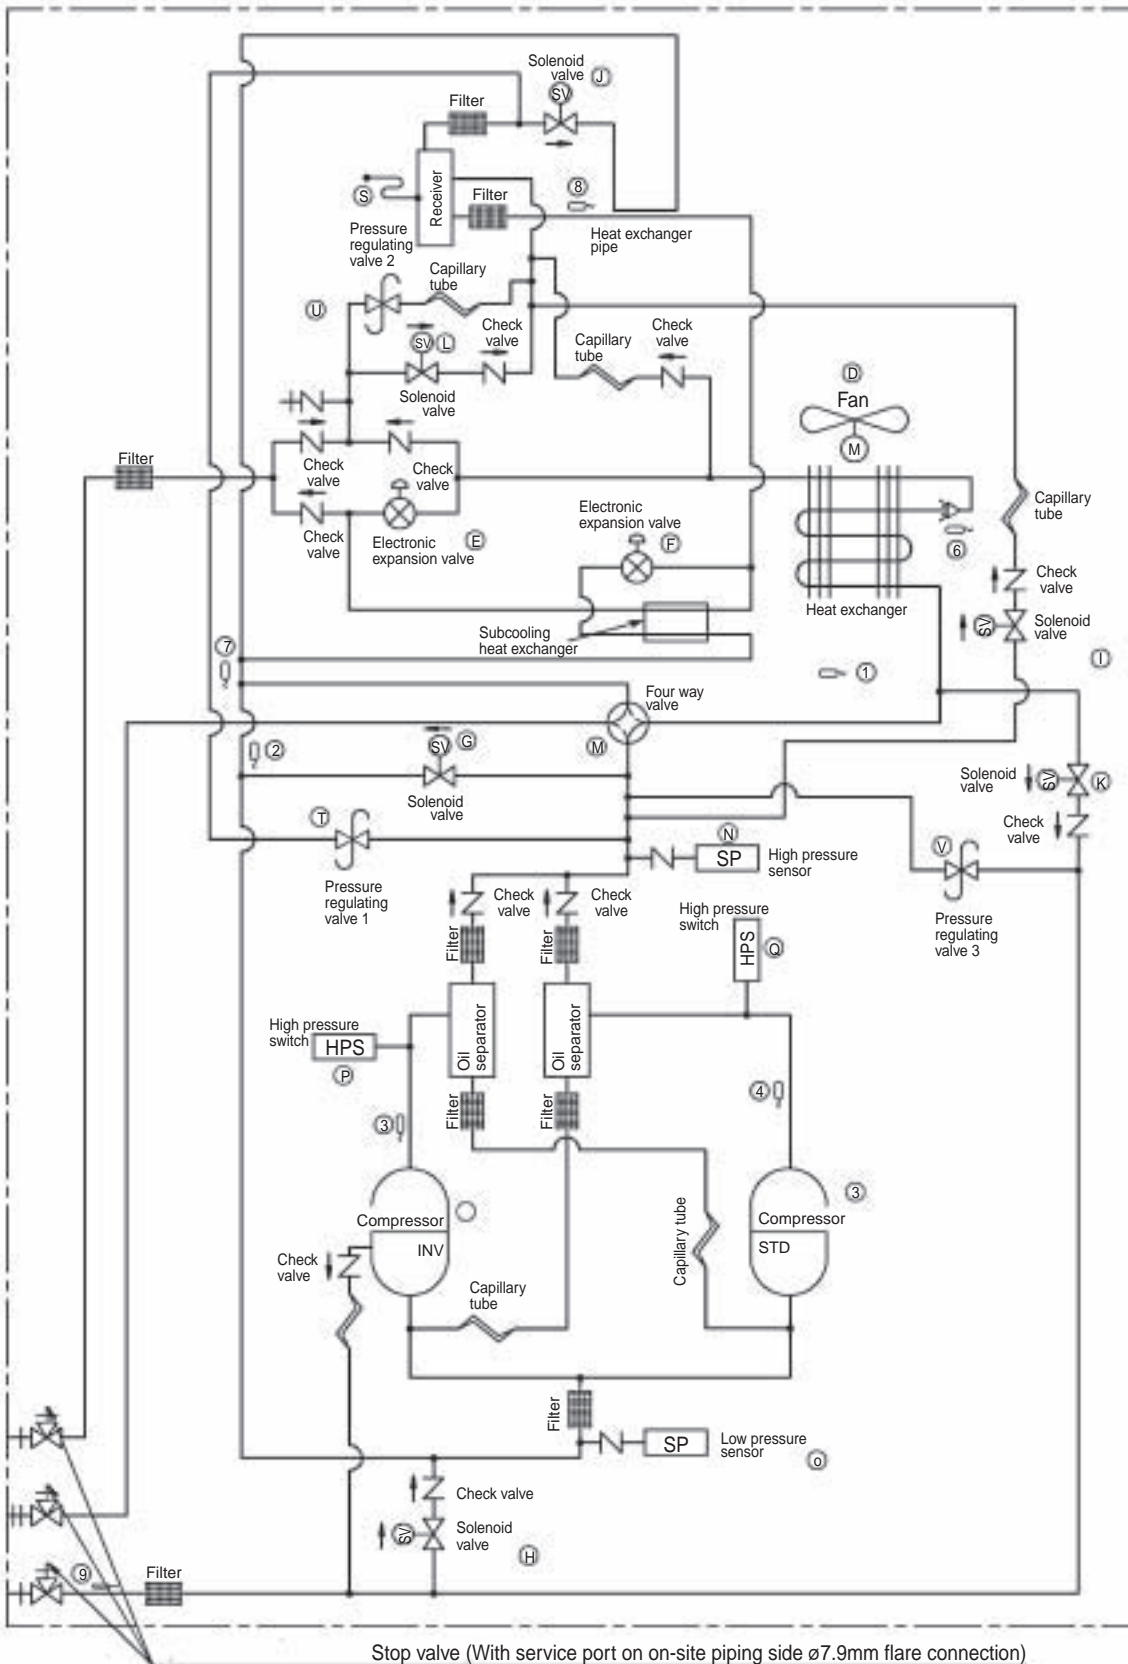 Solenoid
valve
J
SV
Filter
Receiver
S
Filter
8
Heat exchanger
pipe
Pressure
regulating
valve 2
Capillary
tube
U
SV
L
Check
valve
Capillary
tube
Check
valve
Solenoid
valve
D
Fan
M
Filter
Check
valve
Check
valve
Check
valve
Electronic
expansion valve
E
Electronic
expansion valve
F
6
Capillary
tube
Check
valve
Heat exchanger
SV
Solenoid
valve
Subcooling
heat exchanger
7
I
1
Four way
valve
M
2
SV
G
Solenoid
valve
Solenoid
valve
SV
K
Check
valve
T
Pressure
regulating
valve 1
N
SP
High pressure
sensor
V
Pressure
regulating
valve 3
Check
valve
Check
valve
High pressure
switch
HPS
Q
Filter
Filter
High pressure
switch
HPS
P
Oil
separator
Oil
separator
Filter
Filter
3
4
Compressor
INV
Compressor
STD
3
Check
valve
Capillary tube
Capillary
tube
Filter
SP
Low pressure
sensor
o
Check valve
SV
Solenoid
valve
H
9
Filter
Stop valve (With service port on on-site piping side ø7.9mm flare connection)